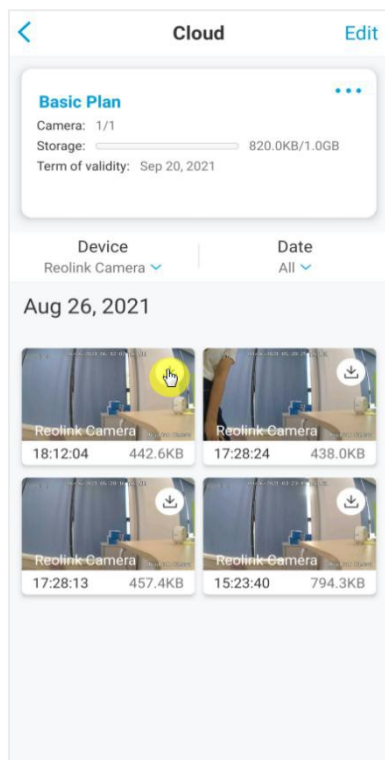 Cloud Edit
Basic Plan
Camera: 1/1
Storage: 820.0KB/1.0GB
Term of validity: Sep 20, 2021
Device Date
Reolink Camera All
Aug 26, 2021
Reolink Camera Reolink Camera
18:12:04 442.6KB 17:28:24 438.0KB
Reolink Camera Reolink Camera
17:28:13 457.4KB 15:23:40 794.3KB